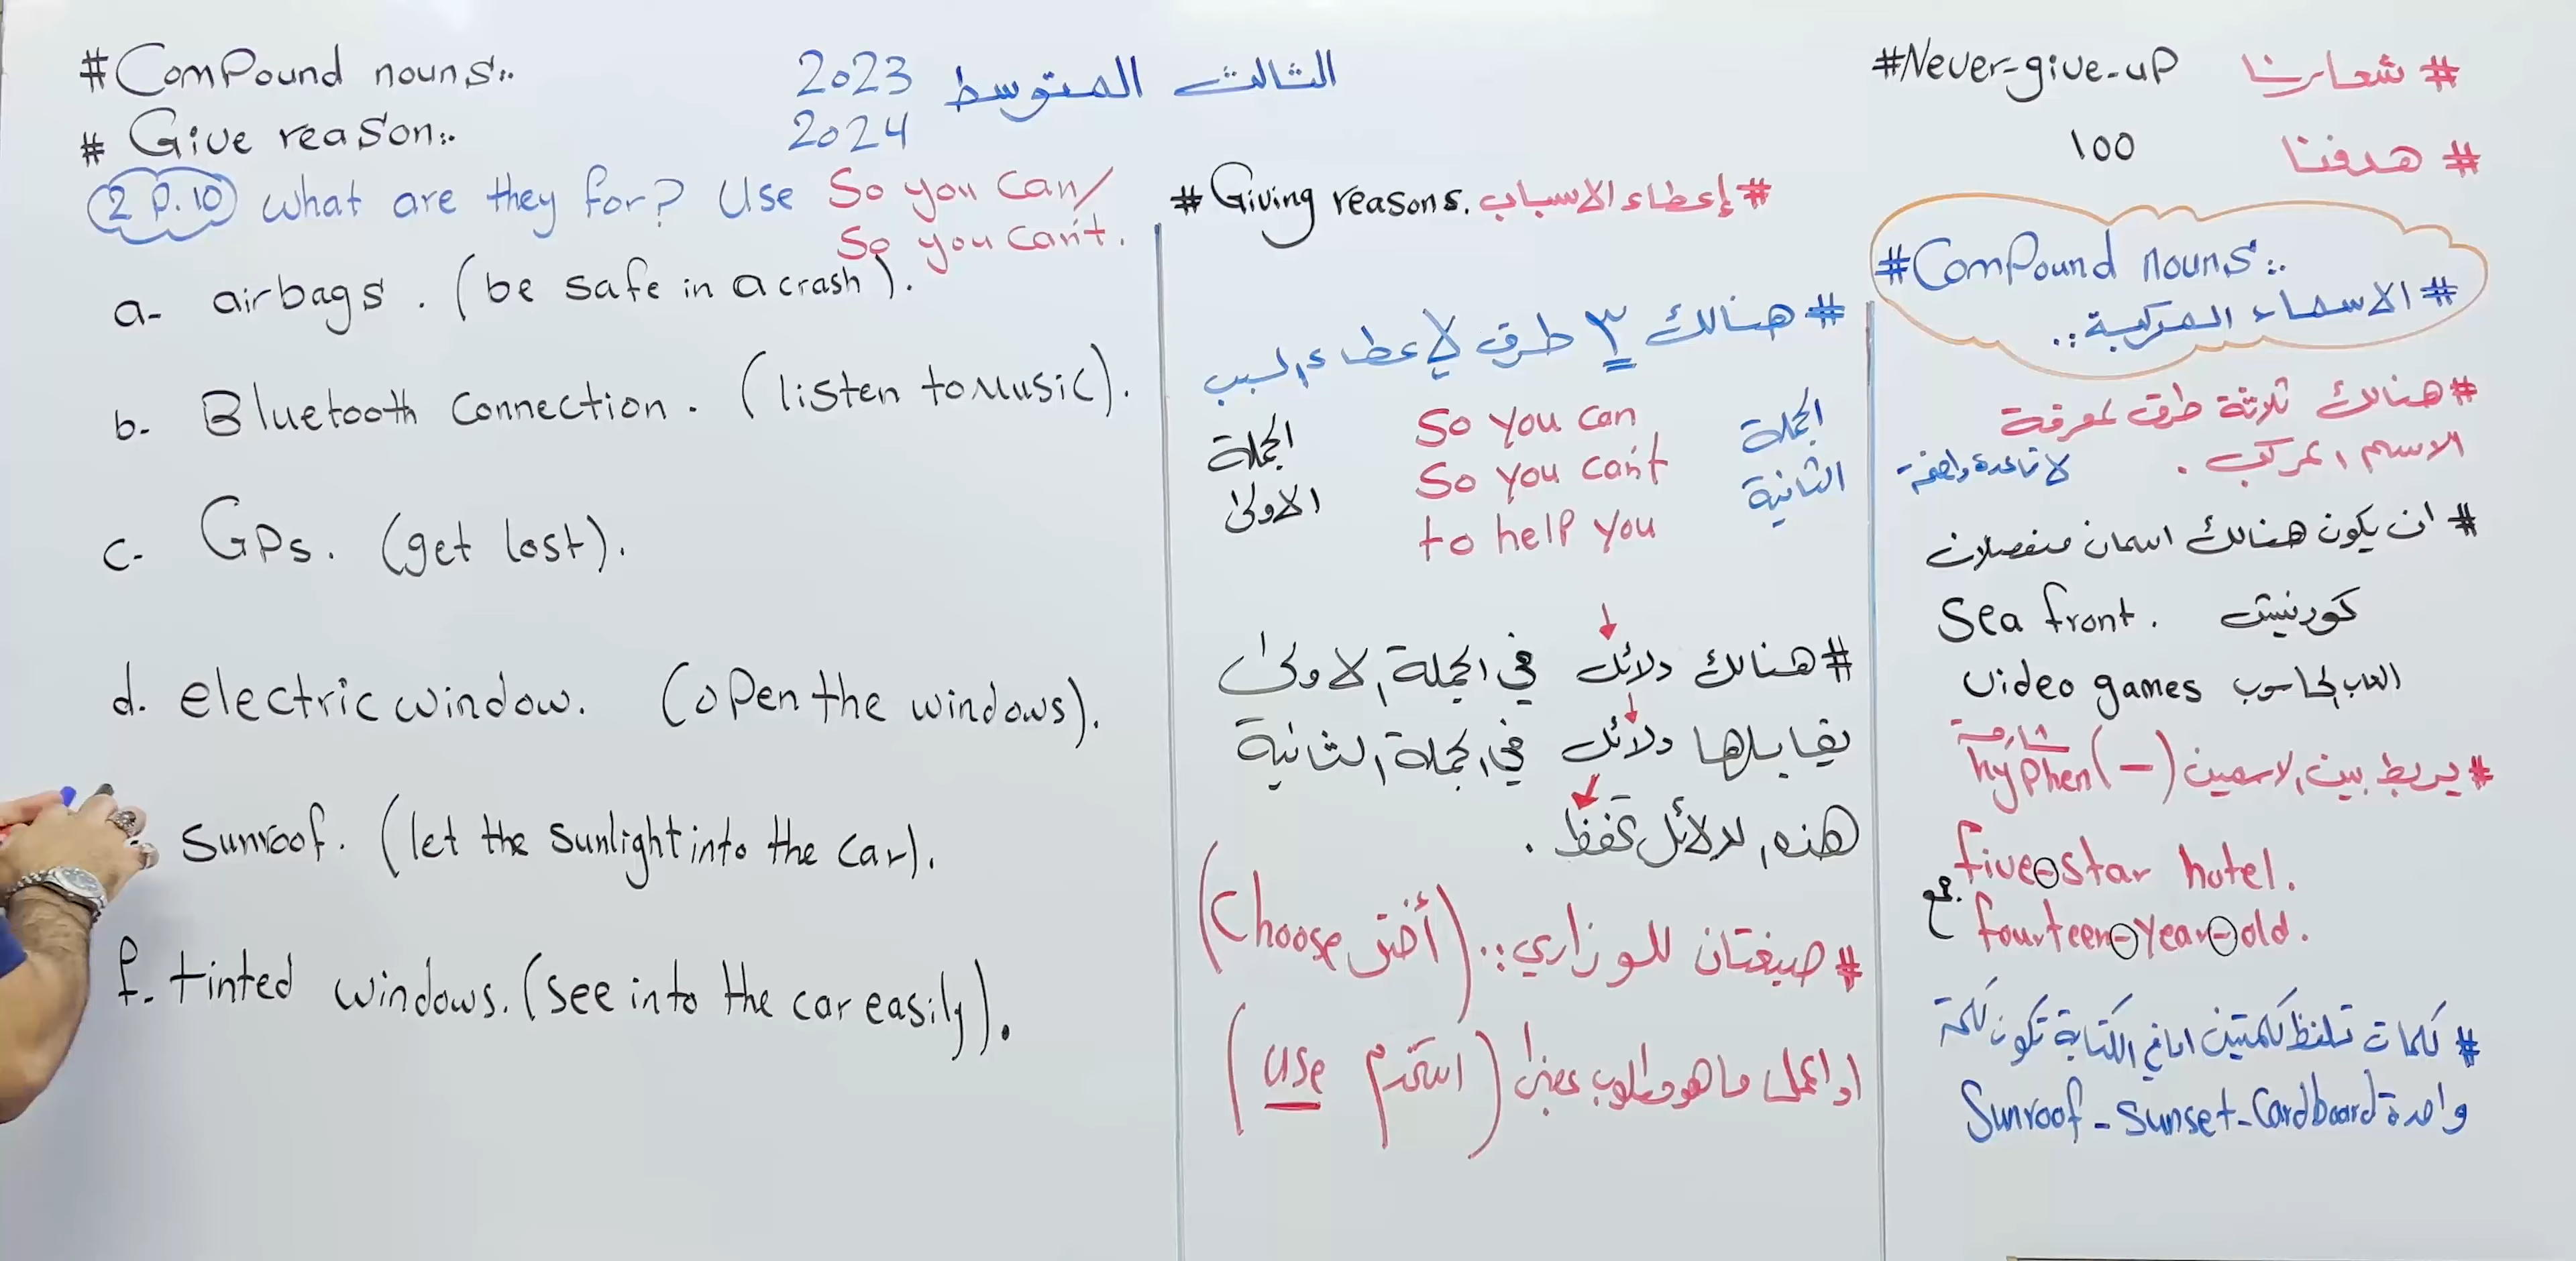 #Compound nouns:.
# Give reason:.
2023 الثالث المتوسط
2024
(2 P.10) What are they for? Use So you can/
So you can't.
a- airbags. (be safe in a crash).
b- Bluetooth Connection. (listen to Music).
c- GPs. (get lost).
d. electric window. (open the windows).
sunroof. (let the sunlight into the car).
f. tinted windows. (see into the car easily).
#Giving reasons. #إعطاء الاسباب
#هنالك ٣ طرق لإعطاء السبب
الجملة الاولى
So you can
So you can't
to help you
الجملة الثانية
#هنالك دلائل في الجملة الاولى
يقابلها دلائل في الجملة الثانية
هذه الدلائل تحفظ.
#صيغتان للوزاري:. (أختر Choose)
او اعمل ما هو مطلوب (استخدم use)
#Never-give-up # شعارنا
١٥٥ # هدفنا
#Compound nouns:.
#الاسماء المركبة:.
#هنالك ثلاثة طرق لمعرفة
الاسم المركب. لا قاعدة واضحة-
# ان يكون هنالك اسمان منفصلان
Sea front. كورنيش
Video games العاب الحاسوب
شارحة
#يربط بين الاسمين (-) hyphen
five-star hotel.
fourteen-year-old.
#كلمات تلفظ كلمتين اما في الكتابة تكون كلمة
واحدة Sunroof - sunset - Cardboard